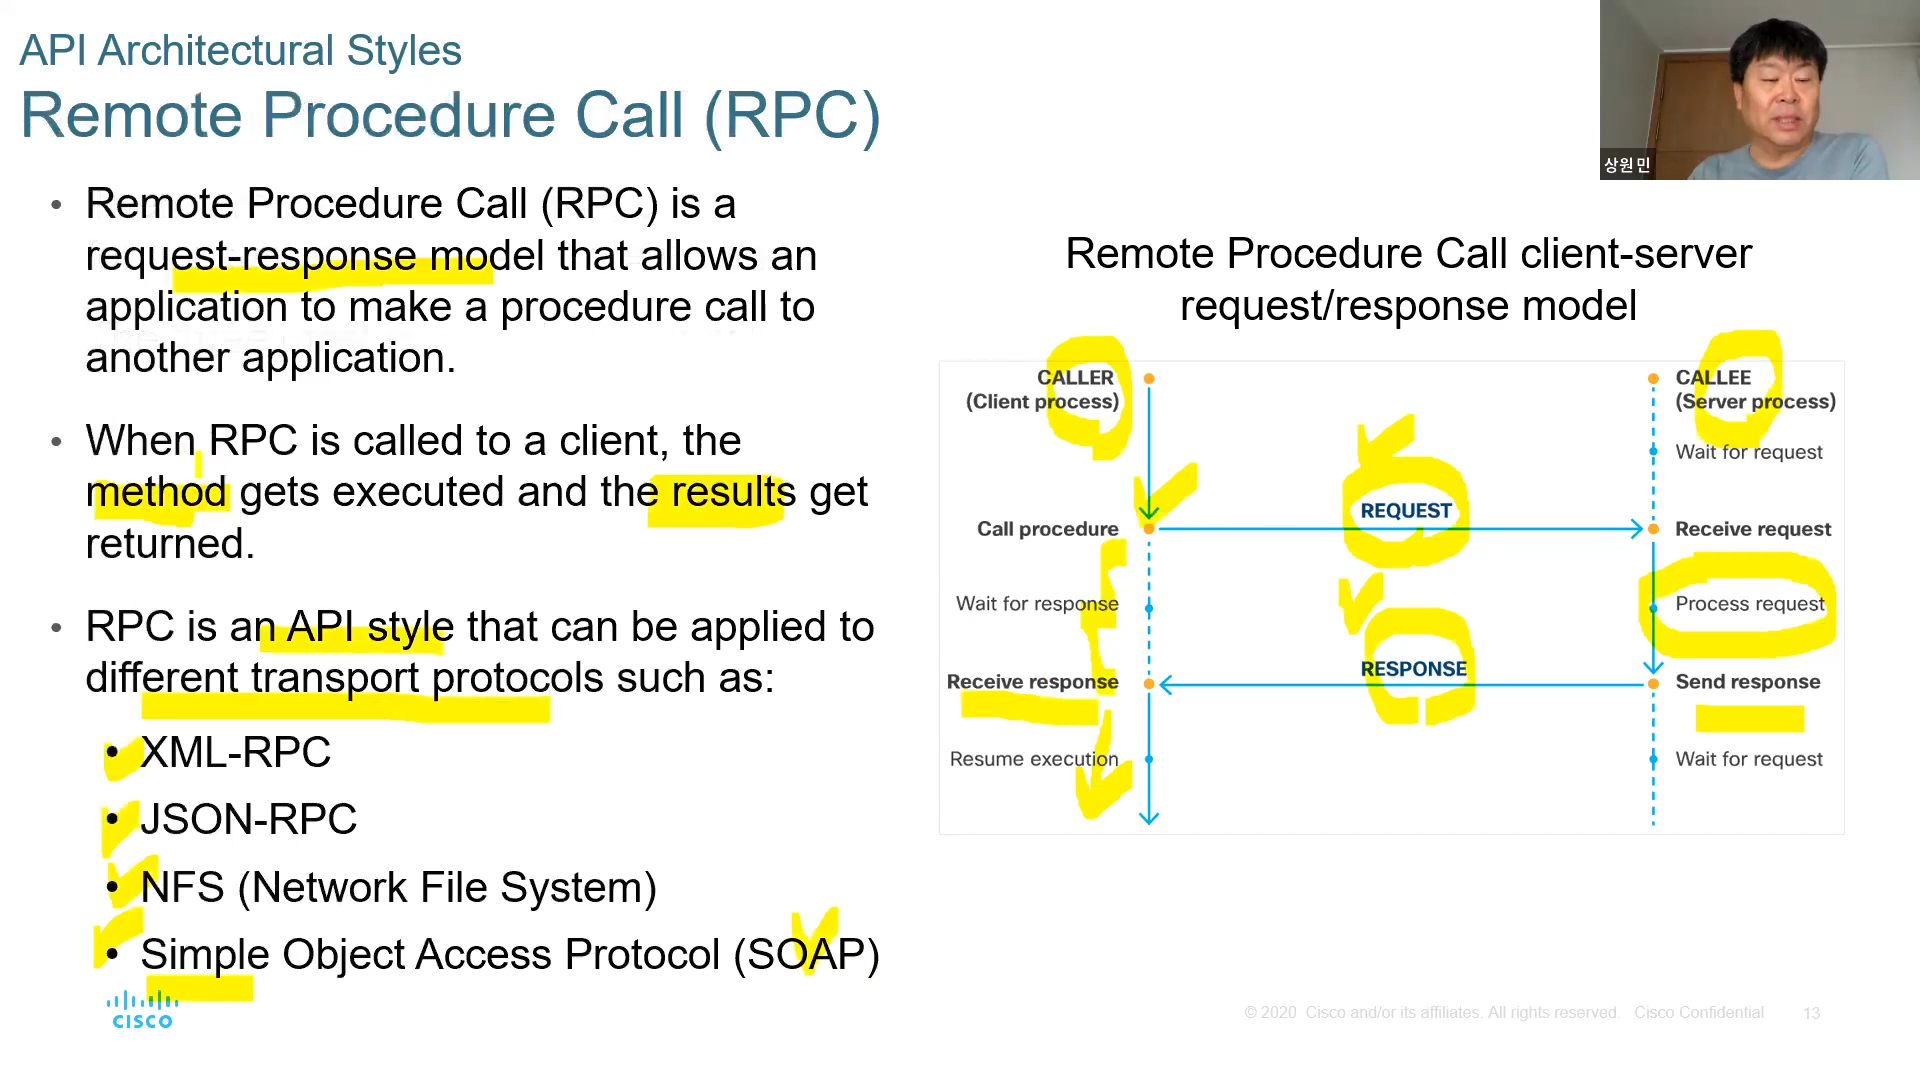 API Architectural Styles
Remote Procedure Call (RPC)
• Remote Procedure Call (RPC) is a
request-response model that allows an
application to make a procedure call to
another application.
• When RPC is called to a client, the
method gets executed and the results get
returned.
• RPC is an API style that can be applied to
different transport protocols such as:
• XML-RPC
• JSON-RPC
• NFS (Network File System)
• Simple Object Access Protocol (SOAP)
상원 민
Remote Procedure Call client-server
request/response model
CALLER
(Client process)
CALLEE
(Server process)
Wait for request
REQUEST
Call procedure
Receive request
Wait for response
Process request
RESPONSE
Receive response
Send response
Resume execution
Wait for request
CISCO
© 2020 Cisco and/or its affiliates. All rights reserved. Cisco Confidential
13